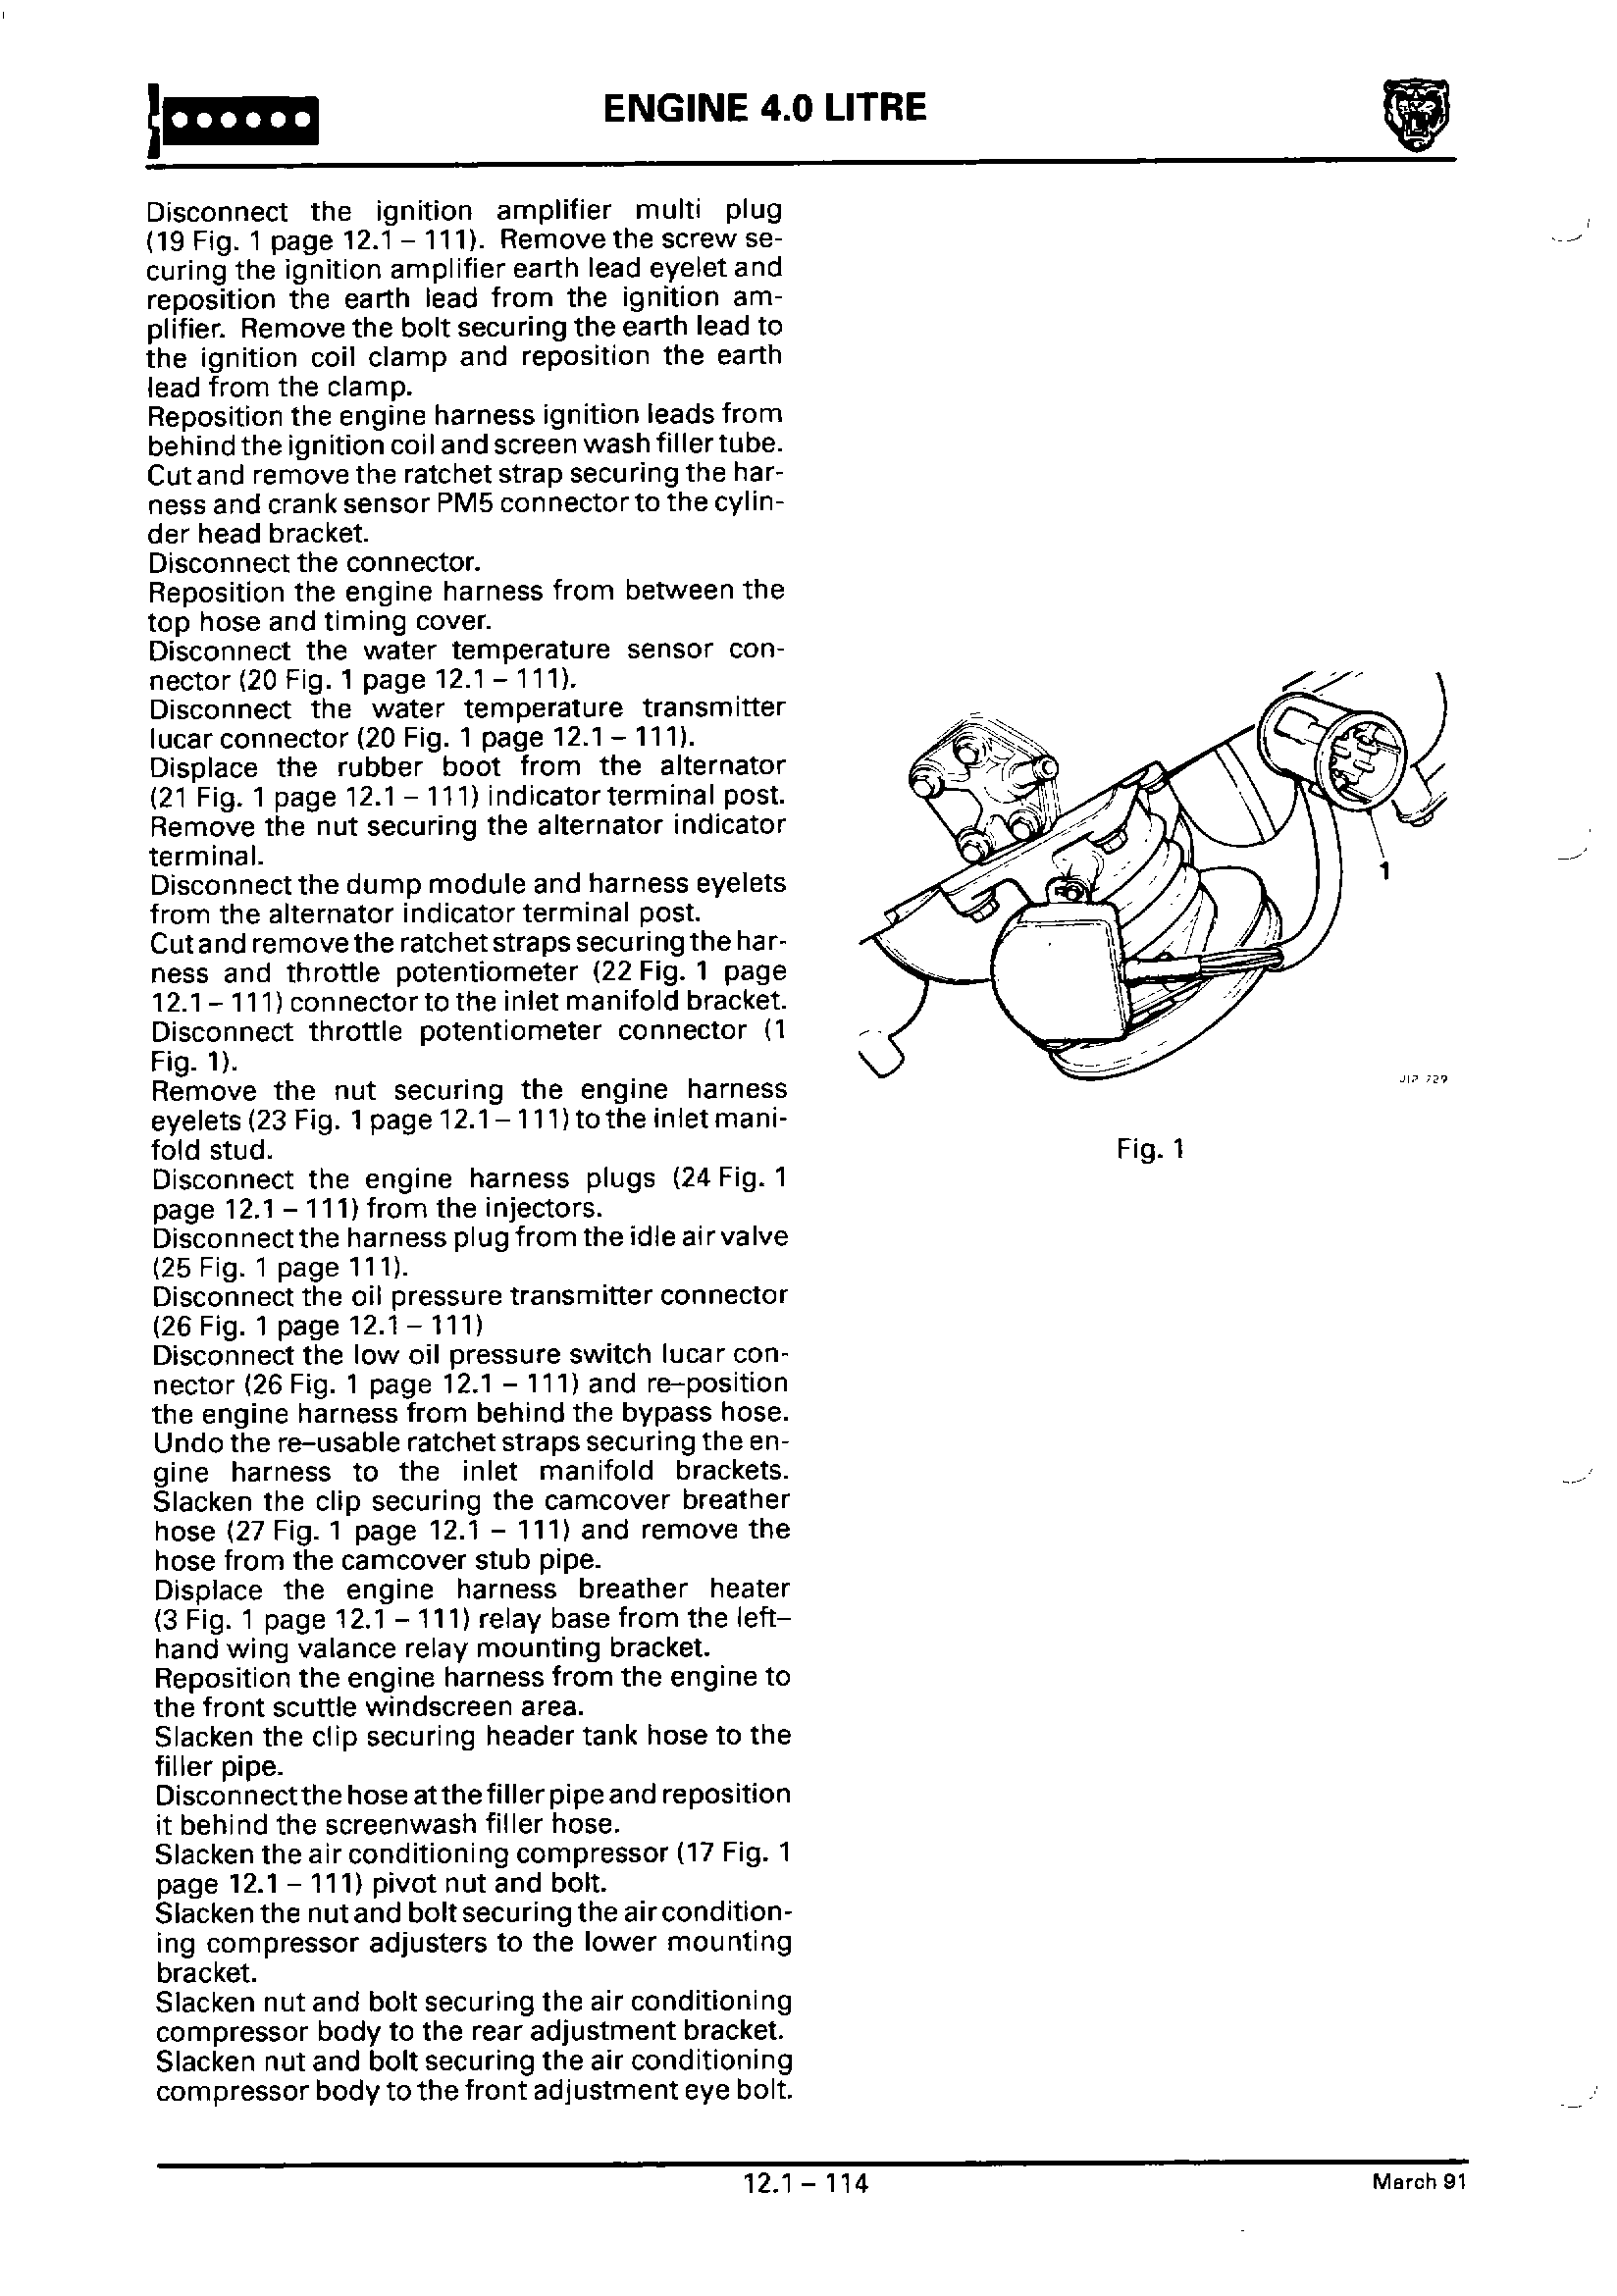 ENGINE 4.0 LITRE
Disconnect the ignition amplifier multi plug
(19 Fig. 1 page 12.1 – 111). Remove the screw se-
curing the ignition amplifier earth lead eyelet and
reposition the earth lead from the ignition am-
plifier. Remove the bolt securing the earth lead to
the ignition coil clamp and reposition the earth
lead from the clamp.
Reposition the engine harness ignition leads from
behind the ignition coil and screen wash filler tube.
Cut and remove the ratchet strap securing the har-
ness and crank sensor PM5 connector to the cylin-
der head bracket.
Disconnect the connector.
Reposition the engine harness from between the
top hose and timing cover.
Disconnect the water temperature sensor con-
nector (20 Fig. 1 page 12.1 – 111).
Disconnect the water temperature transmitter
lucar connector (20 Fig. 1 page 12.1 – 111).
Displace the rubber boot from the alternator
(21 Fig. 1 page 12.1 – 111) indicator terminal post.
Remove the nut securing the alternator indicator
terminal.
Disconnect the dump module and harness eyelets
from the alternator indicator terminal post.
Cut and remove the ratchet straps securing the har-
ness and throttle potentiometer (22 Fig. 1 page
12.1 – 111) connector to the inlet manifold bracket.
Disconnect throttle potentiometer connector (1
Fig. 1).
Remove the nut securing the engine harness
eyelets (23 Fig. 1 page 12.1 – 111) to the inlet mani-
fold stud.
Disconnect the engine harness plugs (24 Fig. 1
page 12.1 – 111) from the injectors.
Disconnect the harness plug from the idle air valve
(25 Fig. 1 page 111).
Disconnect the oil pressure transmitter connector
(26 Fig. 1 page 12.1 – 111)
Disconnect the low oil pressure switch lucar con-
nector (26 Fig. 1 page 12.1 – 111) and re–position
the engine harness from behind the bypass hose.
Undo the re–usable ratchet straps securing the en-
gine harness to the inlet manifold brackets.
Slacken the clip securing the camcover breather
hose (27 Fig. 1 page 12.1 – 111) and remove the
hose from the camcover stub pipe.
Displace the engine harness breather heater
(3 Fig. 1 page 12.1 – 111) relay base from the left–
hand wing valance relay mounting bracket.
Reposition the engine harness from the engine to
the front scuttle windscreen area.
Slacken the clip securing header tank hose to the
filler pipe.
Disconnect the hose at the filler pipe and reposition
it behind the screenwash filler hose.
Slacken the air conditioning compressor (17 Fig. 1
page 12.1 – 111) pivot nut and bolt.
Slacken the nut and bolt securing the air condition-
ing compressor adjusters to the lower mounting
bracket.
Slacken nut and bolt securing the air conditioning
compressor body to the rear adjustment bracket.
Slacken nut and bolt securing the air conditioning
compressor body to the front adjustment eye bolt.
1
J12 729
Fig. 1
12.1 – 114
March 91